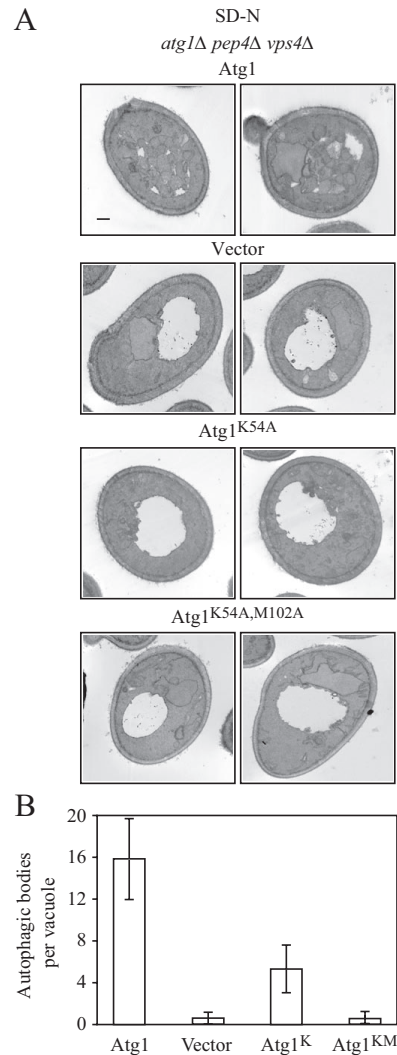 A
SD-N
atg1Δ pep4Δ vps4Δ
Atg1
Vector
Atg1K54A
Atg1K54A,M102A
B
Autophagic bodies
per vacuole
20
16
12
8
4
0
Atg1
Vector
Atg1K
Atg1KM